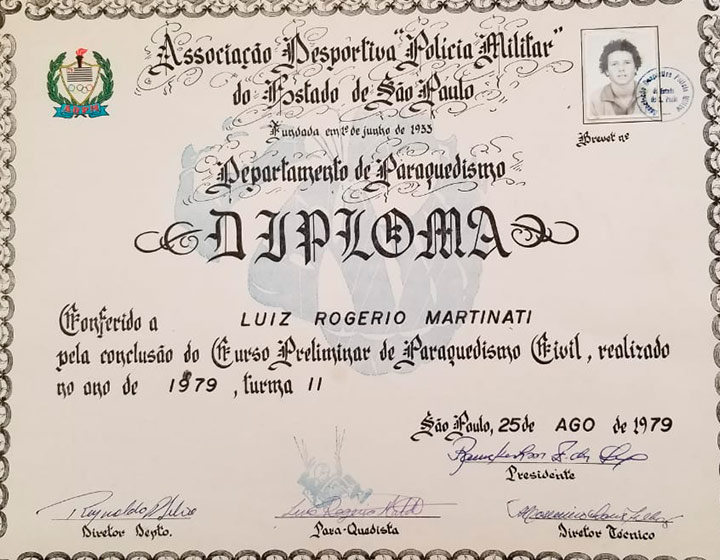 Associação Desportiva "Polícia Militar"
do Estado de São Paulo
Fundada em 1º de junho de 1933
Departamento de Paraquedismo
DIPLOMA
Brevet nº
Conferido a LUIZ ROGERIO MARTINATI
pela conclusão do Curso Preliminar de Paraquedismo Civil, realizado
no ano de 1979, turma 11
São Paulo, 25 de AGO de 1979
Presidente
Diretor Depto.
Para-Quedista
Diretor Técnico